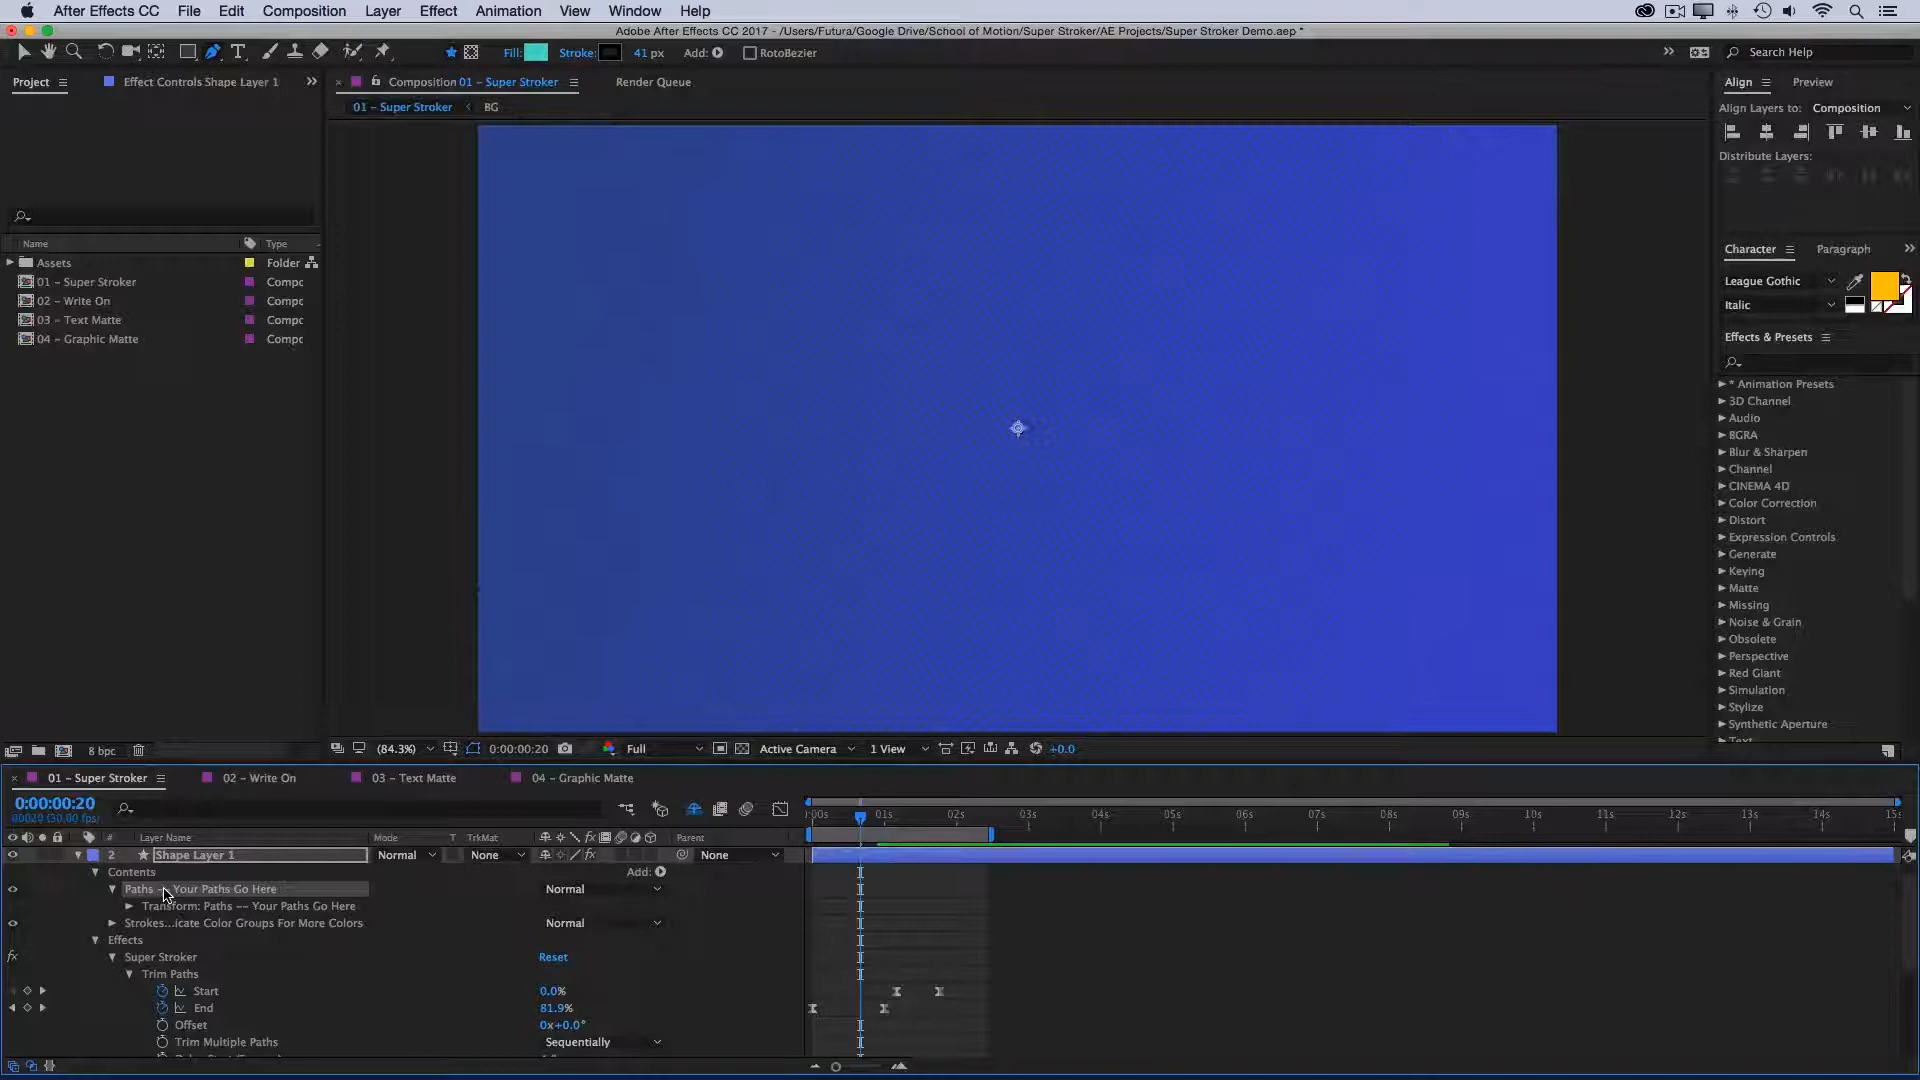 After Effects CC File Edit Composition Layer Effect Animation View Window Help
Adobe After Effects CC 2017 - /Users/Futura/Google Drive/School of Motion/Super Stroker/AE Projects/Super Stroker Demo.aep *
Fill: Stroke: 41 px Add: RotoBezier Search Help
Project Effect Controls Shape Layer 1 Composition 01 - Super Stroker Render Queue Align Preview
01 - Super Stroker BG Align Layers to: Composition
Distribute Layers:
Name Type
Assets Folder
01 - Super Stroker Compc
02 - Write On Compc
03 - Text Matte Compc
04 - Graphic Matte Compc
Character Paragraph
League Gothic
Italic
Effects & Presets
* Animation Presets
3D Channel
Audio
BGRA
Blur & Sharpen
Channel
CINEMA 4D
Color Correction
Distort
Expression Controls
Generate
Keying
Matte
Missing
Noise & Grain
Obsolete
Perspective
Red Giant
Simulation
Stylize
Synthetic Aperture
8 bpc (84.3%) 0:00:00:20 Full Active Camera 1 View +0.0
01 - Super Stroker 02 - Write On 03 - Text Matte 04 - Graphic Matte
0:00:00:20
00020 (30.00 fps)
01s 02s 03s 04s 05s 06s 07s 08s 09s 10s 11s 12s 13s 14s
# Layer Name Mode T TrkMat Parent
2 Shape Layer 1 Normal None None
Contents Add:
Paths -- Your Paths Go Here Normal
Transform: Paths -- Your Paths Go Here
Strokes...icate Color Groups For More Colors Normal
Effects
fx Super Stroker Reset
Trim Paths
Start 0.0%
End 81.9%
Offset 0x+0.0°
Trim Multiple Paths Sequentially